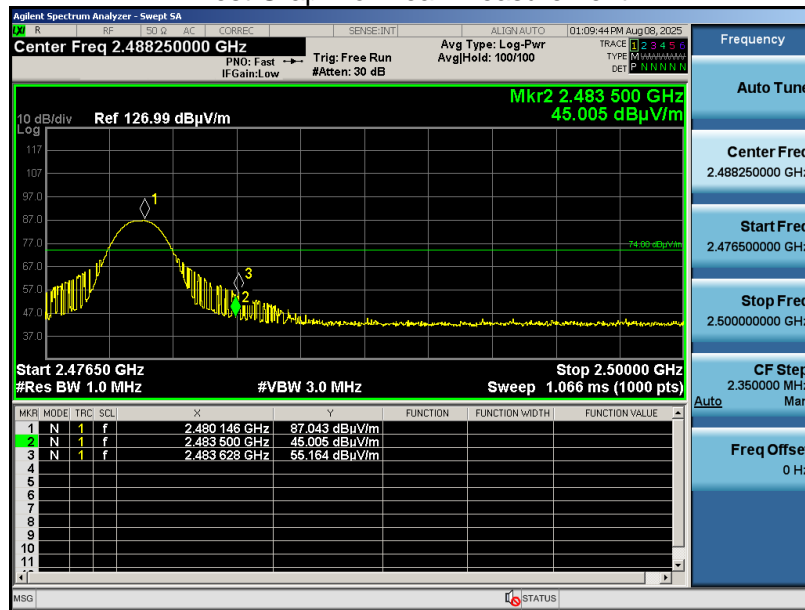 Agilent Spectrum Analyzer - Swept SA
LXI R RF 50 Ω AC CORREC SENSE:INT ALIGN AUTO 01:09:44 PM Aug 08, 2025
Center Freq 2.488250000 GHz
PNO: Fast
IFGain:Low
Trig: Free Run
#Atten: 30 dB
Avg Type: Log-Pwr
Avg|Hold: 100/100
TRACE 1 2 3 4 5 6
TYPE M WWWWW
DET P N N N N N
Mkr2 2.483 500 GHz
45.005 dBµV/m
10 dB/div Ref 126.99 dBµV/m
Log
117
107
97.0
87.0
77.0
67.0
57.0
47.0
37.0
1
3
2
74.00 dBµV/m
Start 2.47650 GHz Stop 2.50000 GHz
#Res BW 1.0 MHz #VBW 3.0 MHz Sweep 1.066 ms (1000 pts)
MKR MODE TRC SCL X Y FUNCTION FUNCTION WIDTH FUNCTION VALUE
1 N 1 f 2.480 146 GHz 87.043 dBµV/m
2 N 1 f 2.483 500 GHz 45.005 dBµV/m
3 N 1 f 2.483 628 GHz 55.164 dBµV/m
4
5
6
7
8
9
10
11
MSG STATUS
Frequency
Auto Tune
Center Freq
2.488250000 GHz
Start Freq
2.476500000 GHz
Stop Freq
2.500000000 GHz
CF Step
2.350000 MHz
Auto Man
Freq Offset
0 Hz